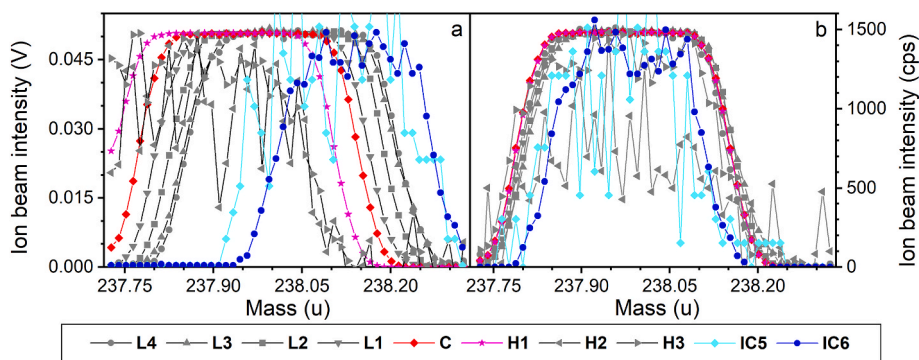 a
b
Ion beam intensity (V)
0.045
0.030
0.015
0.000
1500
1000
500
0
Ion beam intensity (cps)
237.75 237.90 238.05 238.20 237.75 237.90 238.05 238.20
Mass (u) Mass (u)
L4 L3 L2 L1 C H1 H2 H3 IC5 IC6